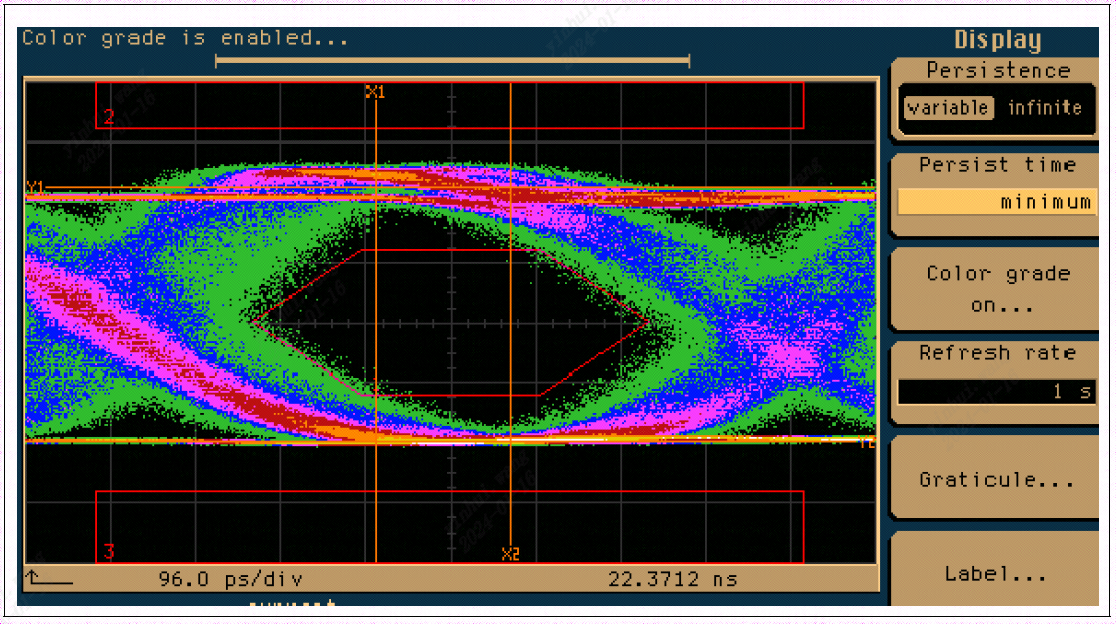 Color grade is enabled...
Display
Persistence
variable infinite
Persist time
minimum
Color grade
on...
Refresh rate
1 s
Graticule...
Label...
2
X1
Y1
3
X2
96.0 ps/div
22.3712 ns